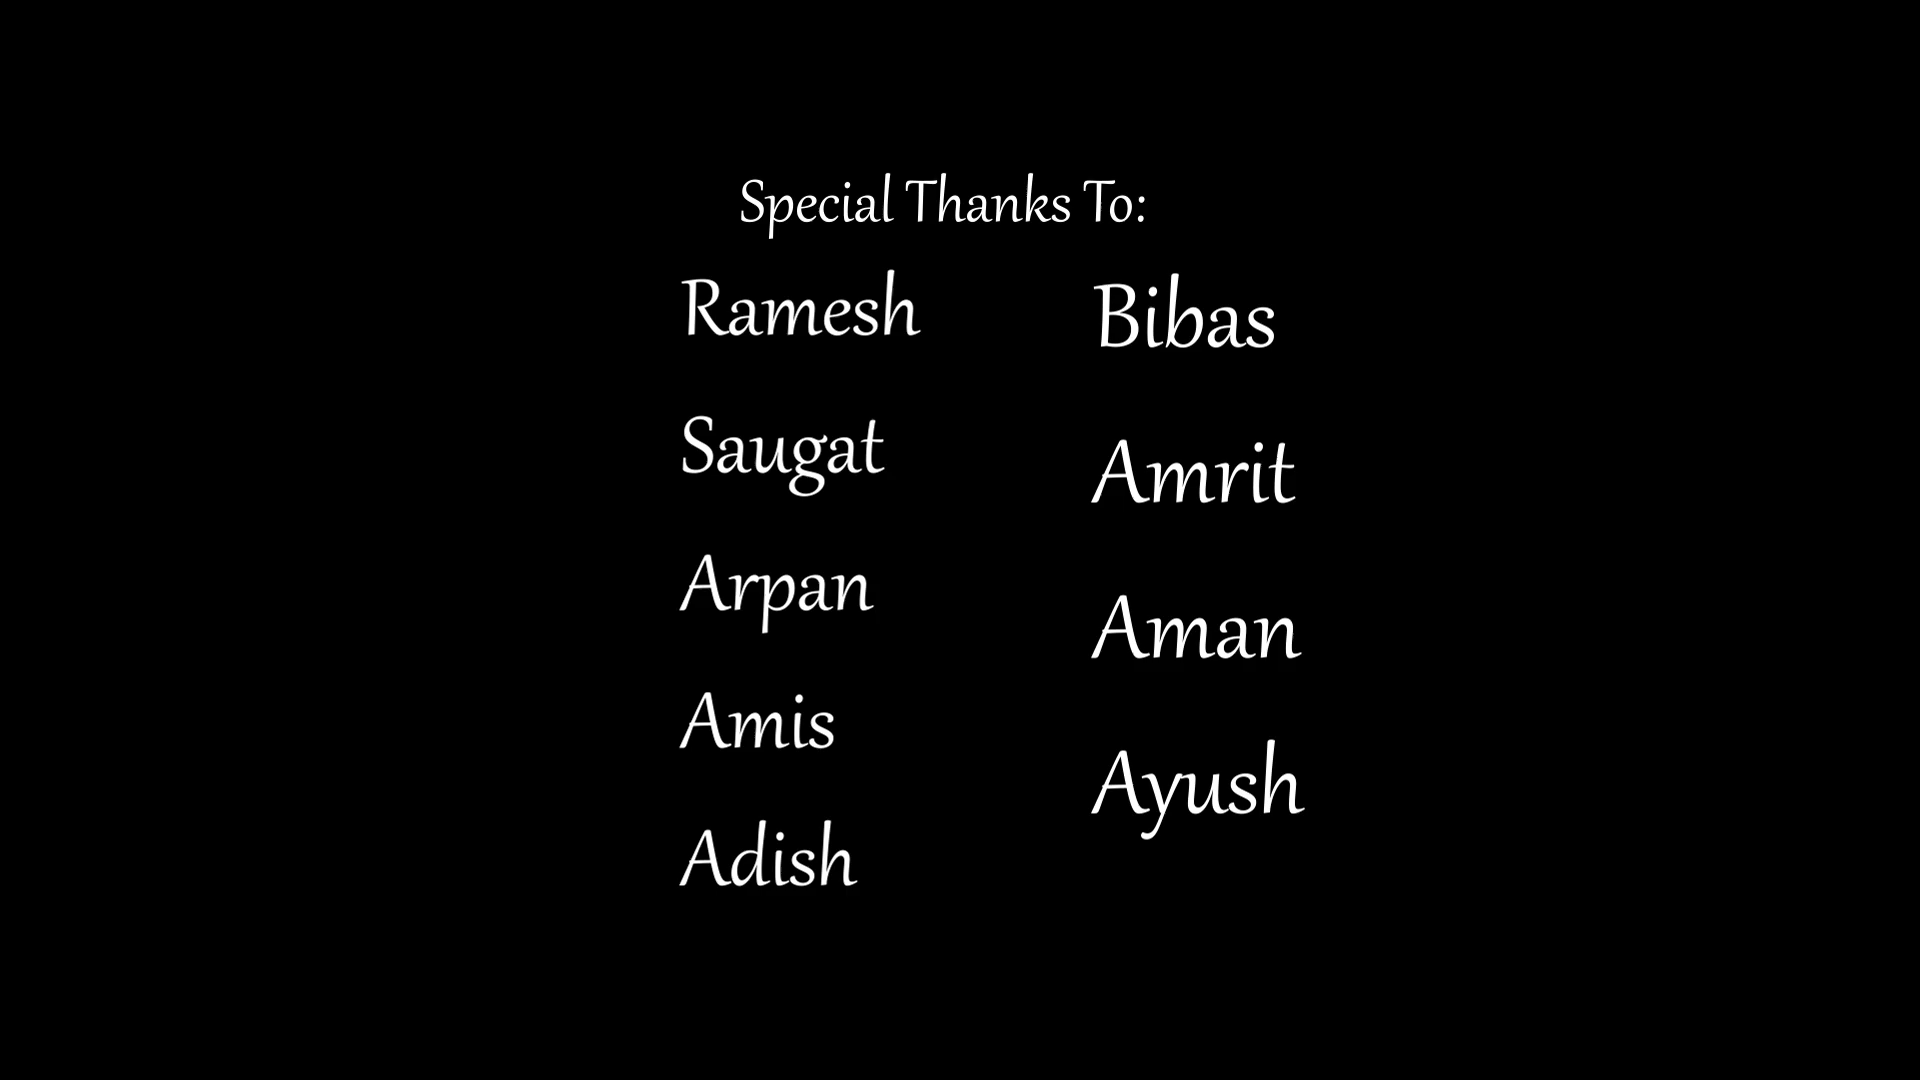 Special Thanks To:
Ramesh
Saugat
Arpan
Amis
Adish
Bibas
Amrit
Aman
Ayush